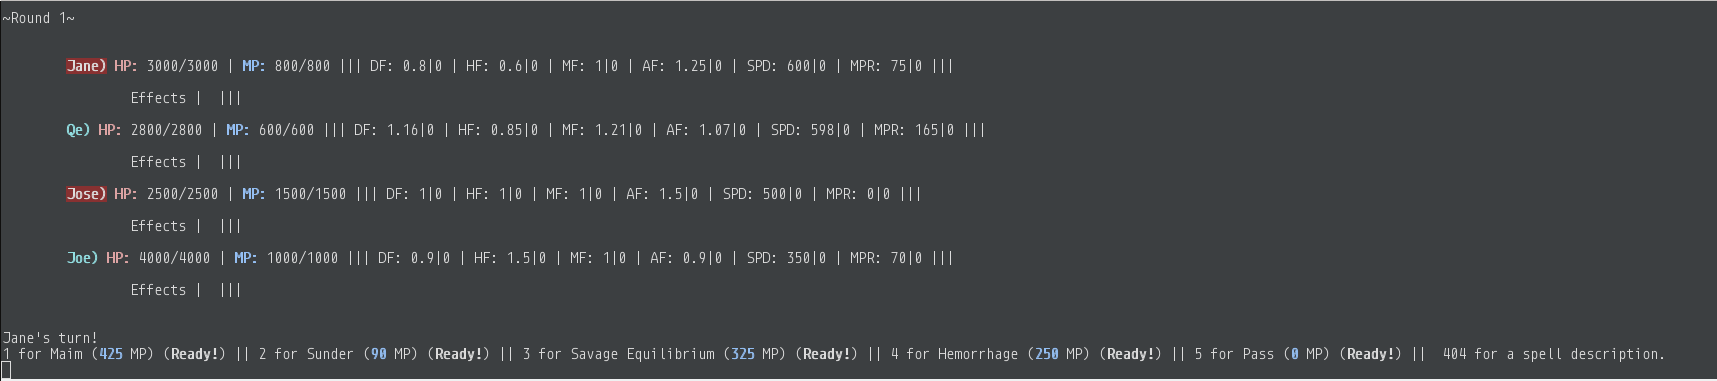 ~Round 1~
Jane) HP: 3000/3000 | MP: 800/800 ||| DF: 0.8|0 | HF: 0.6|0 | MF: 1|0 | AF: 1.25|0 | SPD: 600|0 | MPR: 75|0 |||
Effects |  |||
Qe) HP: 2800/2800 | MP: 600/600 ||| DF: 1.16|0 | HF: 0.85|0 | MF: 1.21|0 | AF: 1.07|0 | SPD: 598|0 | MPR: 165|0 |||
Effects |  |||
Jose) HP: 2500/2500 | MP: 1500/1500 ||| DF: 1|0 | HF: 1|0 | MF: 1|0 | AF: 1.5|0 | SPD: 500|0 | MPR: 0|0 |||
Effects |  |||
Joe) HP: 4000/4000 | MP: 1000/1000 ||| DF: 0.9|0 | HF: 1.5|0 | MF: 1|0 | AF: 0.9|0 | SPD: 350|0 | MPR: 70|0 |||
Effects |  |||
Jane's turn!
1 for Maim (425 MP) (Ready!) || 2 for Sunder (90 MP) (Ready!) || 3 for Savage Equilibrium (325 MP) (Ready!) || 4 for Hemorrhage (250 MP) (Ready!) || 5 for Pass (0 MP) (Ready!) ||  404 for a spell description.